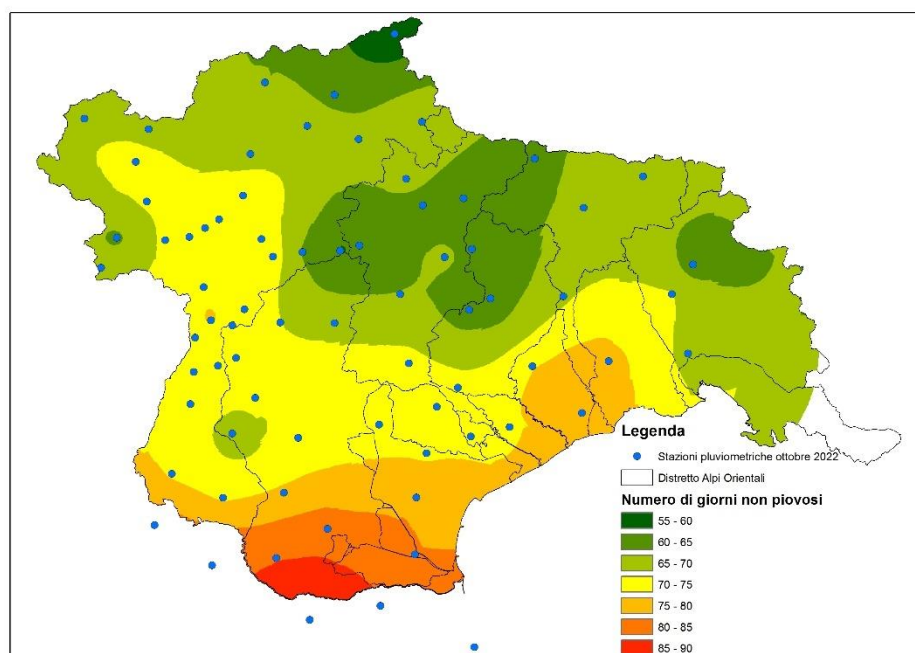 Legenda
Stazioni pluviometriche ottobre 2022
Distretto Alpi Orientali
Numero di giorni non piovosi
55 - 60
60 - 65
65 - 70
70 - 75
75 - 80
80 - 85
85 - 90